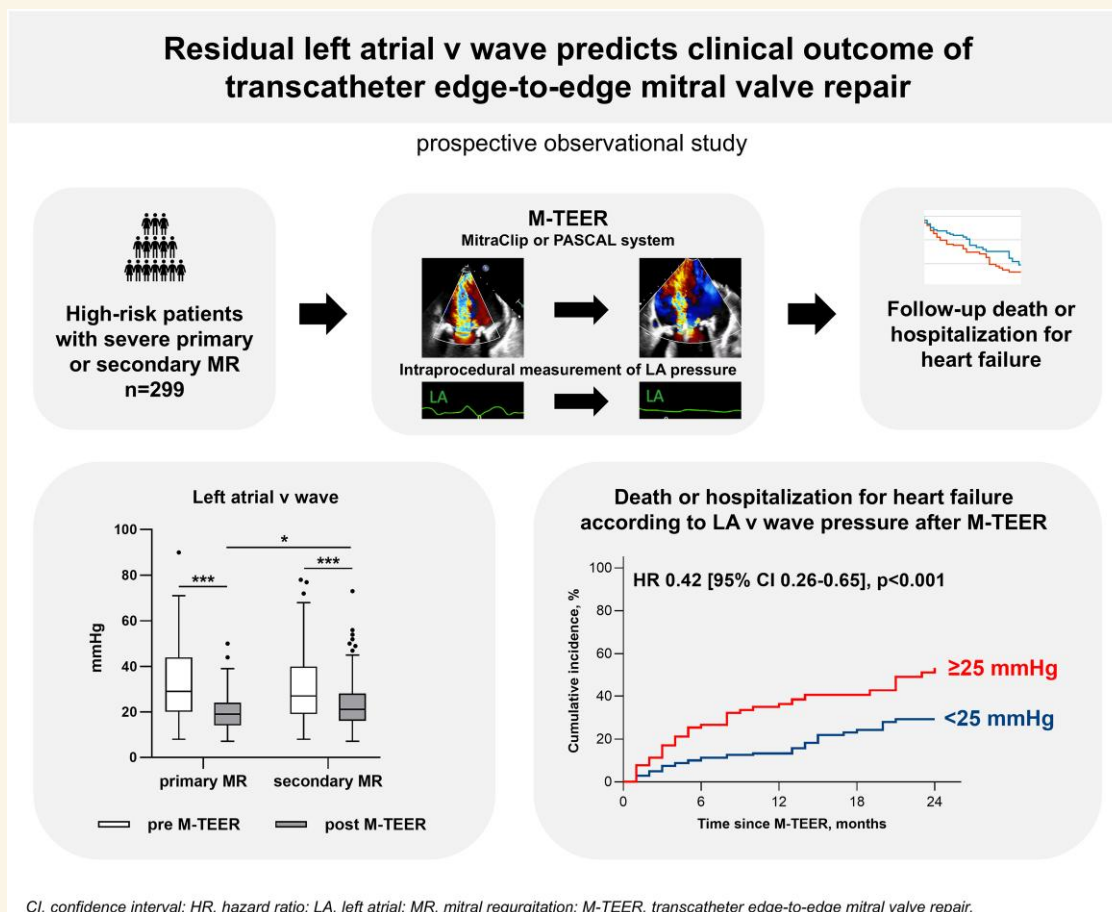 Residual left atrial v wave predicts clinical outcome of
transcatheter edge-to-edge mitral valve repair
prospective observational study
High-risk patients
with severe primary
or secondary MR
n=299
M-TEER
MitraClip or PASCAL system
Intraprocedural measurement of LA pressure
LA
LA
Follow-up death or
hospitalization for
heart failure
Left atrial v wave
mmHg
100
80
60
40
20
0
***
*
***
primary MR
secondary MR
pre M-TEER
post M-TEER
Death or hospitalization for heart failure
according to LA v wave pressure after M-TEER
HR 0.42 [95% CI 0.26-0.65], p<0.001
Cumulative incidence, %
100
80
60
40
20
0
≥25 mmHg
<25 mmHg
0 6 12 18 24
Time since M-TEER, months
CI, confidence interval; HR, hazard ratio; LA, left atrial; MR, mitral regurgitation; M-TEER, transcatheter edge-to-edge mitral valve repair.